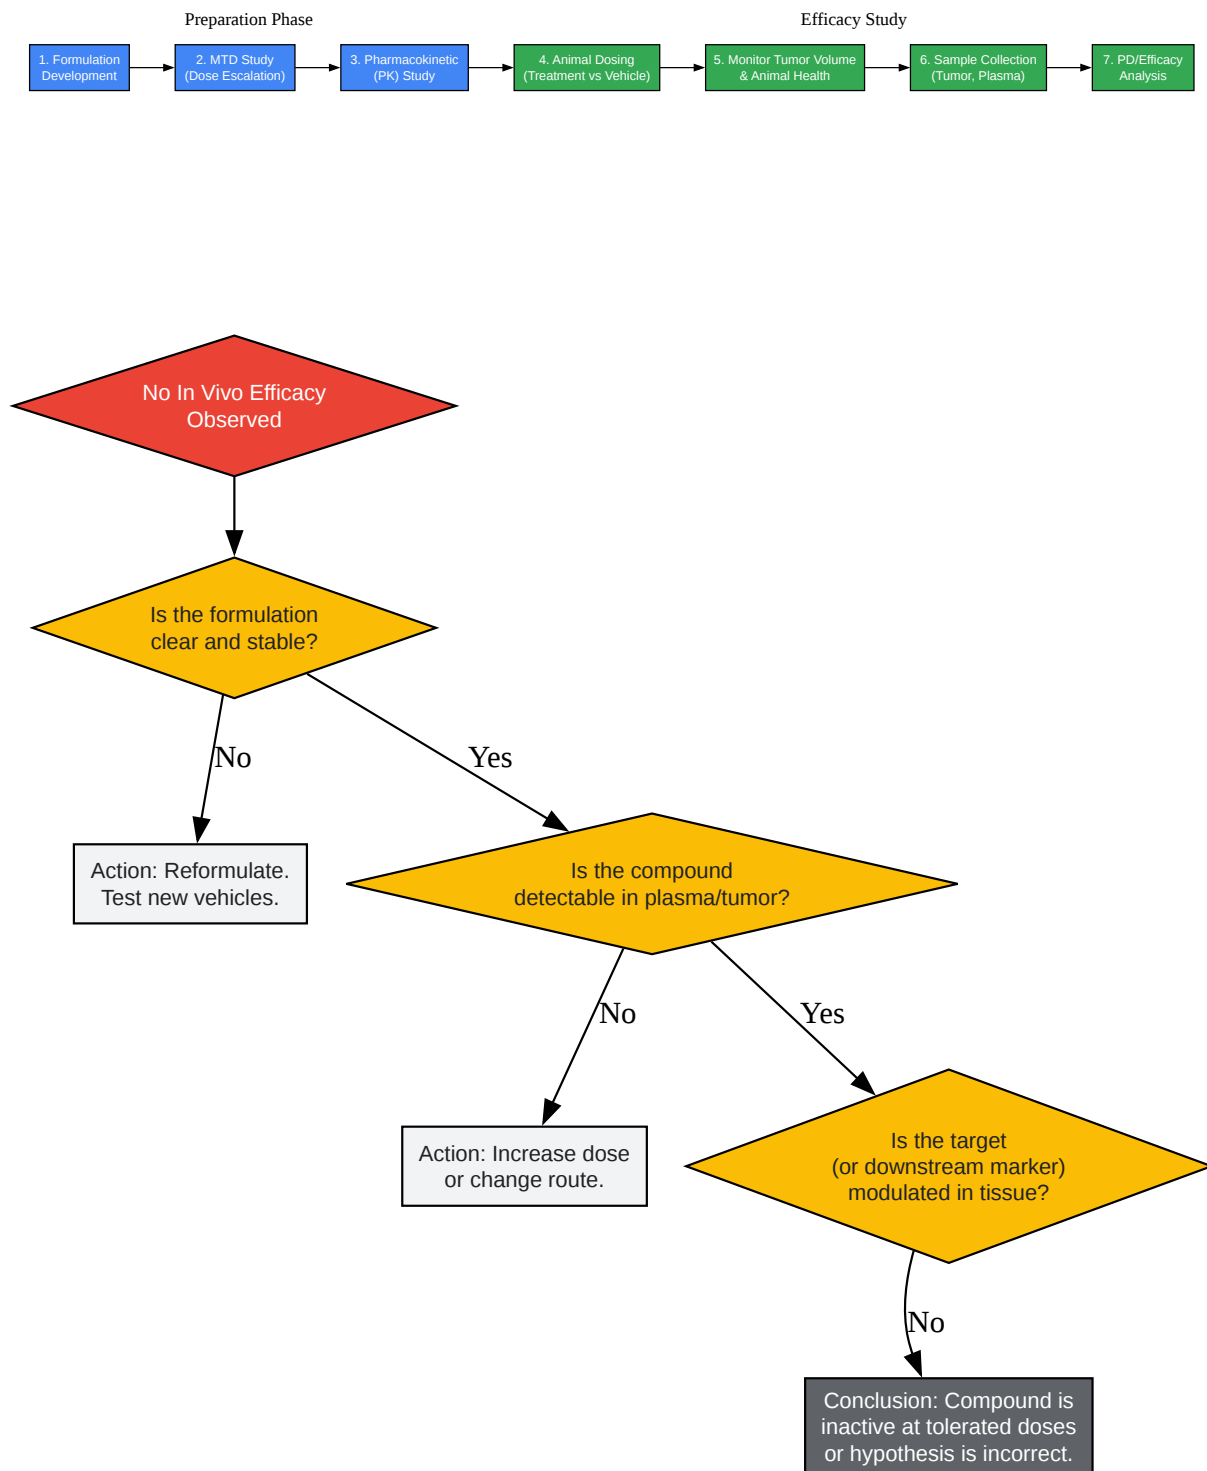 Preparation Phase
Efficacy Study
1. Formulation
Development
2. MTD Study
(Dose Escalation)
3. Pharmacokinetic
(PK) Study
4. Animal Dosing
(Treatment vs Vehicle)
5. Monitor Tumor Volume
& Animal Health
6. Sample Collection
(Tumor, Plasma)
7. PD/Efficacy
Analysis
No In Vivo Efficacy
Observed
Is the formulation
clear and stable?
No
Yes
Action: Reformulate.
Test new vehicles.
Is the compound
detectable in plasma/tumor?
No
Yes
Action: Increase dose
or change route.
Is the target
(or downstream marker)
modulated in tissue?
No
Conclusion: Compound is
inactive at tolerated doses
or hypothesis is incorrect.